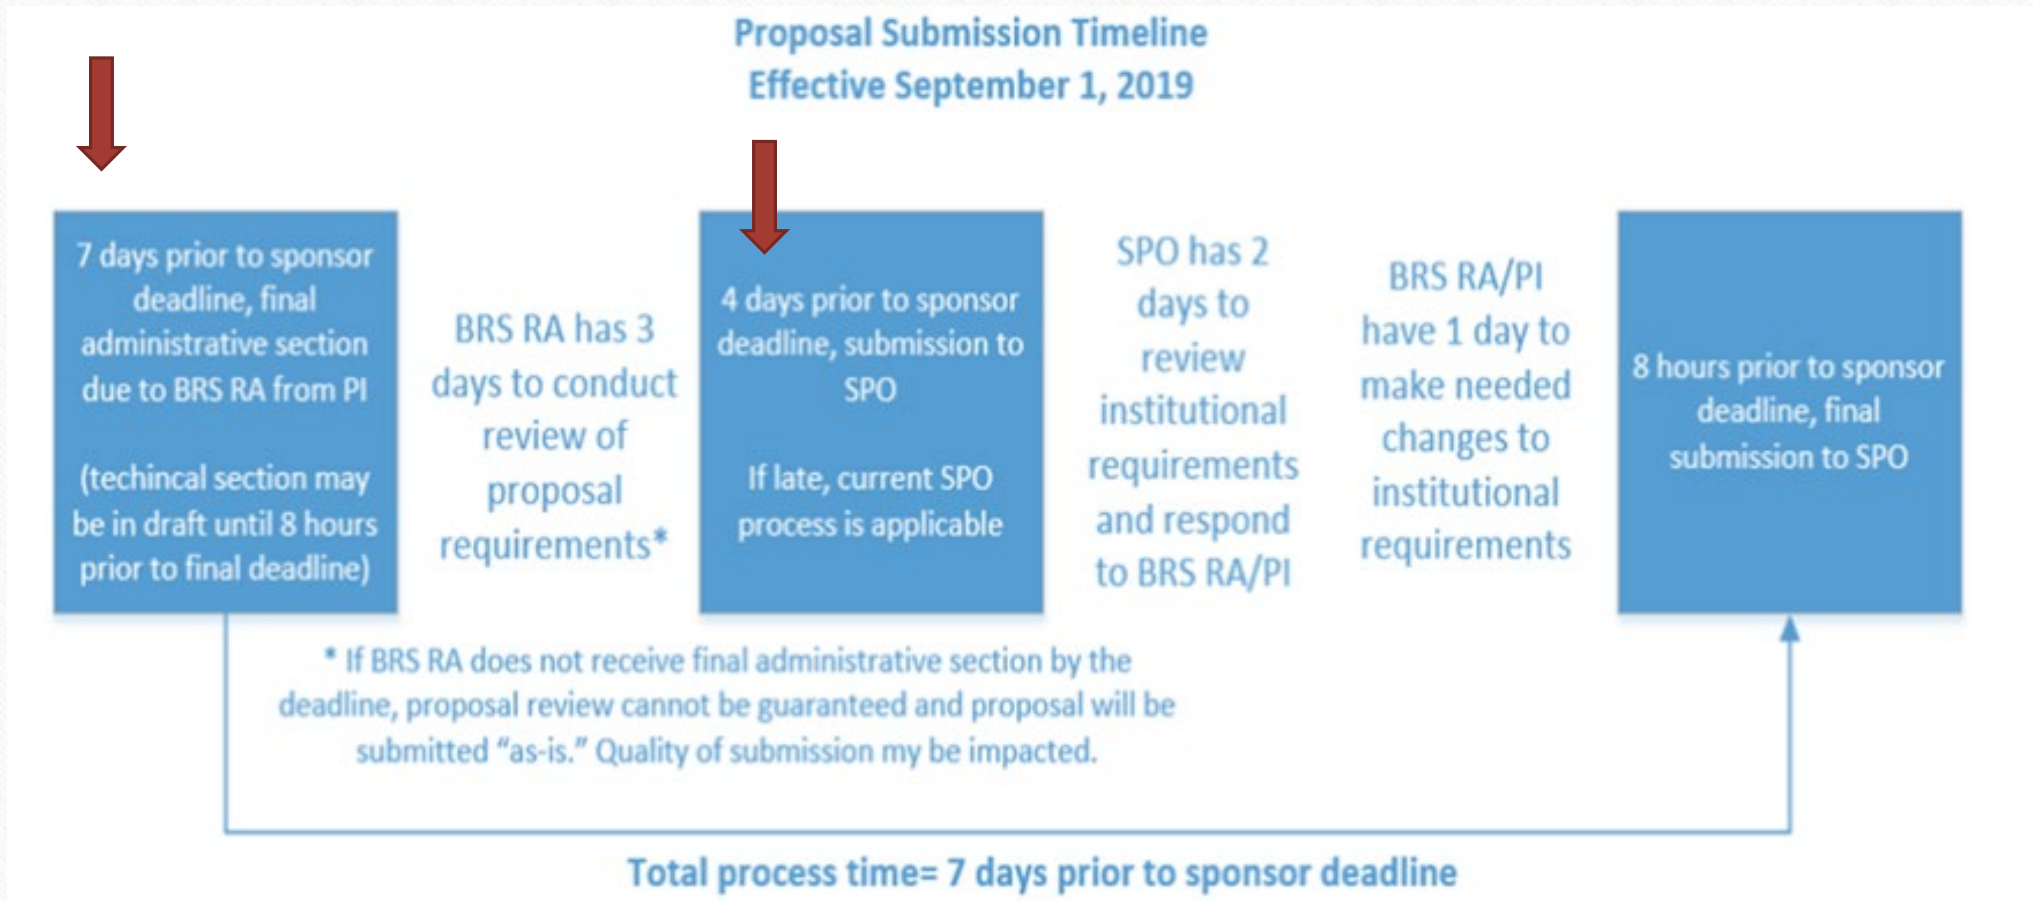 Proposal Submission Timeline
Effective September 1, 2019
7 days prior to sponsor
deadline, final
administrative section
due to BRS RA from PI
(techincal section may
be in draft until 8 hours
prior to final deadline)
BRS RA has 3
days to conduct
review of
proposal
requirements*
4 days prior to sponsor
deadline, submission to
SPO
If late, current SPO
process is applicable
SPO has 2
days to
review
institutional
requirements
and respond
to BRS RA/PI
BRS RA/PI
have 1 day to
make needed
changes to
institutional
requirements
8 hours prior to sponsor
deadline, final
submission to SPO
* If BRS RA does not receive final administrative section by the
deadline, proposal review cannot be guaranteed and proposal will be
submitted “as-is.” Quality of submission my be impacted.
Total process time= 7 days prior to sponsor deadline